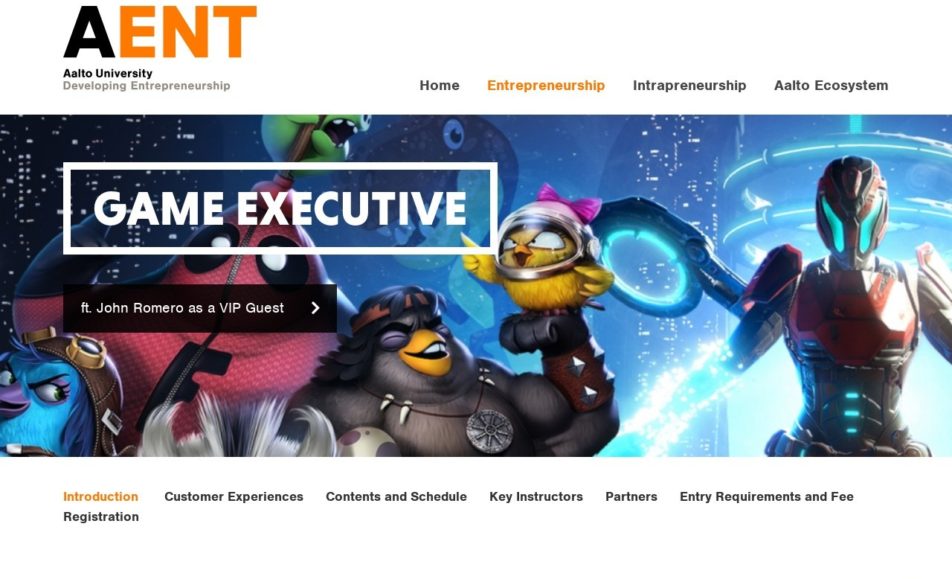 AENT
Aalto University
Developing Entrepreneurship
Home Entrepreneurship Intrapreneurship Aalto Ecosystem
GAME EXECUTIVE
ft. John Romero as a VIP Guest
Introduction Customer Experiences Contents and Schedule Key Instructors Partners Entry Requirements and Fee
Registration